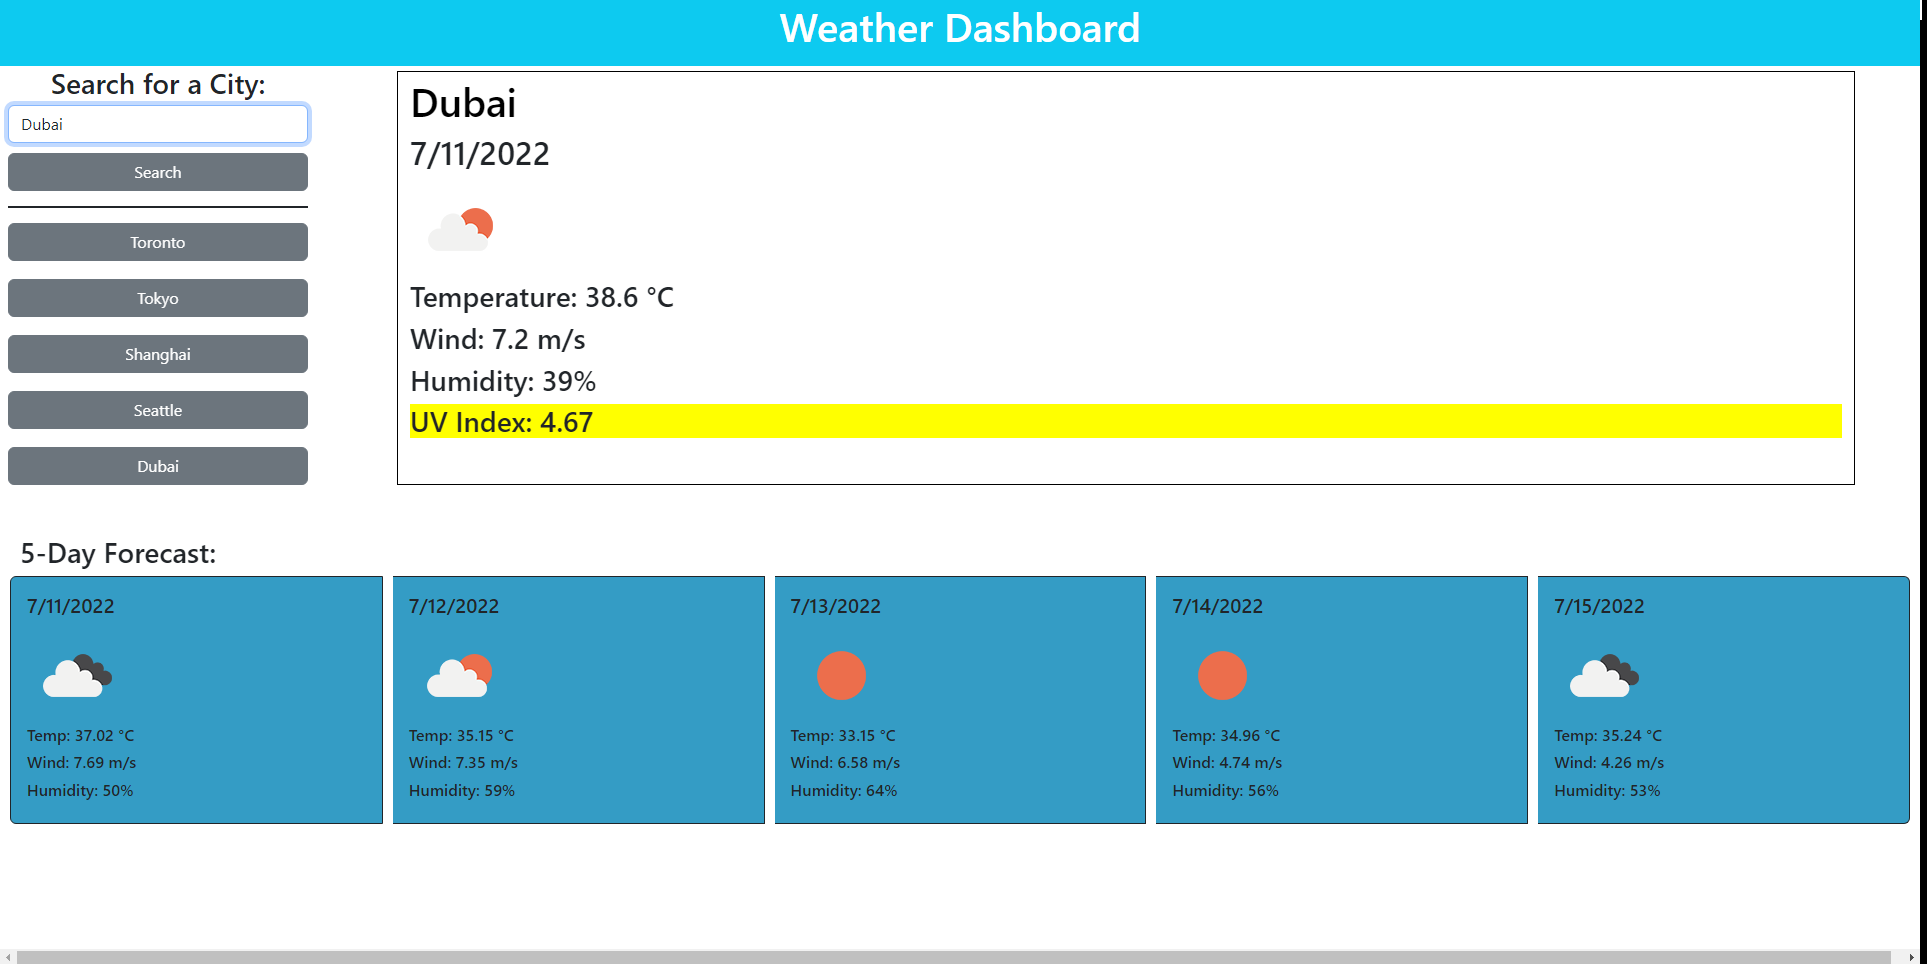 Weather Dashboard
Search for a City:
Dubai
Search
Toronto
Tokyo
Shanghai
Seattle
Dubai
Dubai
7/11/2022
Temperature: 38.6 °C
Wind: 7.2 m/s
Humidity: 39%
UV Index: 4.67
5-Day Forecast:
7/11/2022
Temp: 37.02 °C
Wind: 7.69 m/s
Humidity: 50%
7/12/2022
Temp: 35.15 °C
Wind: 7.35 m/s
Humidity: 59%
7/13/2022
Temp: 33.15 °C
Wind: 6.58 m/s
Humidity: 64%
7/14/2022
Temp: 34.96 °C
Wind: 4.74 m/s
Humidity: 56%
7/15/2022
Temp: 35.24 °C
Wind: 4.26 m/s
Humidity: 53%